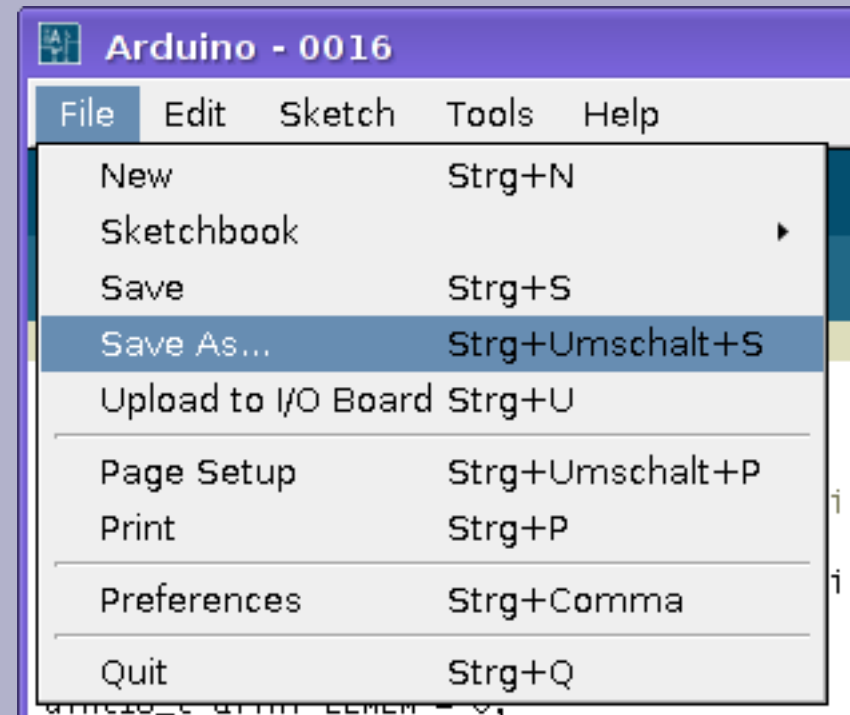 Arduino - 0016
File Edit Sketch Tools Help
New Strg+N
Sketchbook
Save Strg+S
Save As... Strg+Umschalt+S
Upload to I/O Board Strg+U
Page Setup Strg+Umschalt+P
Print Strg+P
Preferences Strg+Comma
Quit Strg+Q